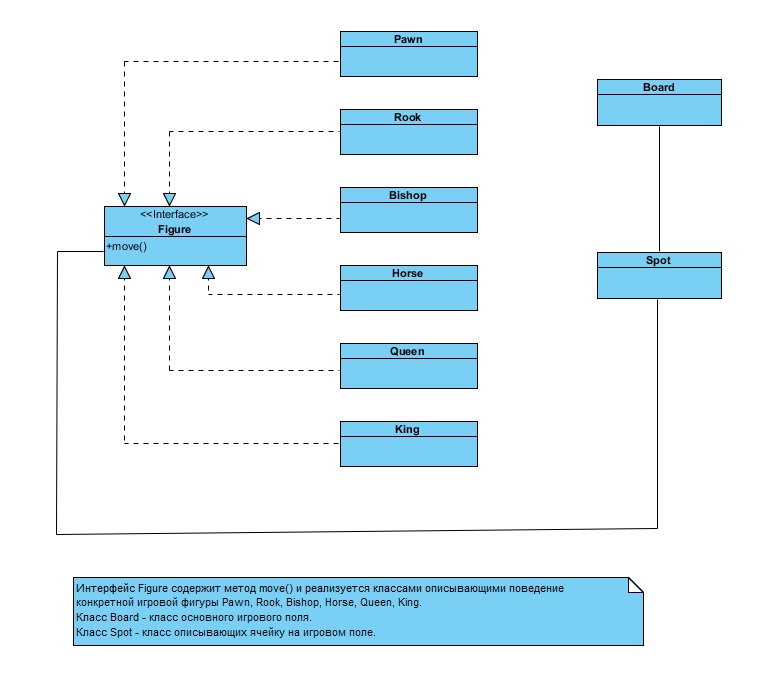 Pawn
Board
Rook
Bishop
<<Interface>>
Figure
+move()
Spot
Horse
Queen
King
Интерфейс Figure содержит метод move() и реализуется классами описывающими поведение
конкретной игровой фигуры Pawn, Rook, Bishop, Horse, Queen, King.
Класс Board - класс основного игрового поля.
Класс Spot - класс описывающих ячейку на игровом поле.